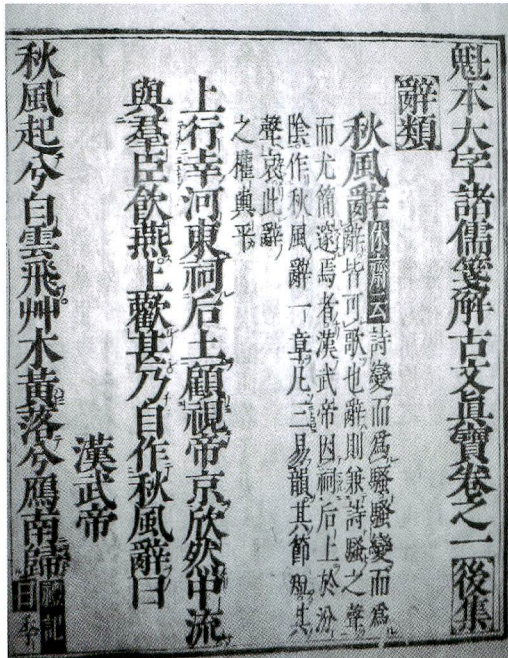 魁本大字諸儒箋解古文眞寶卷之一 後集
辭類
秋風辭 休齋云詩變而爲騷騷變而爲
辭皆可歌也辭則兼詩騷之聲
而尤簡邃焉者漢武帝因祠后土於汾
陰作秋風辭一章凡三易韻其節短其
聲哀此辭
之權輿乎
上行幸河東祠后土顧視帝京欣然中流
與羣臣飲燕上歡甚乃自作秋風辭曰
漢武帝
秋風起兮白雲飛艸木黃落兮鴈南歸 禮記